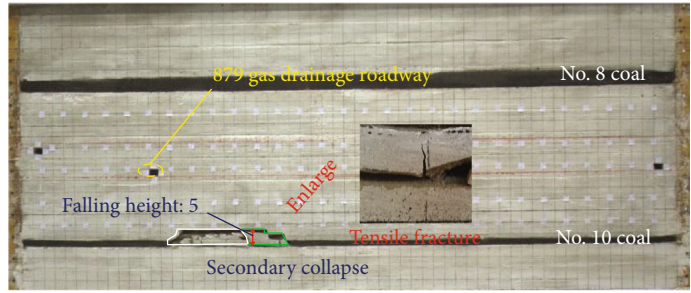 879 gas drainage roadway
No. 8 coal
Enlarge
Falling height: 5
Tensile fracture
No. 10 coal
Secondary collapse